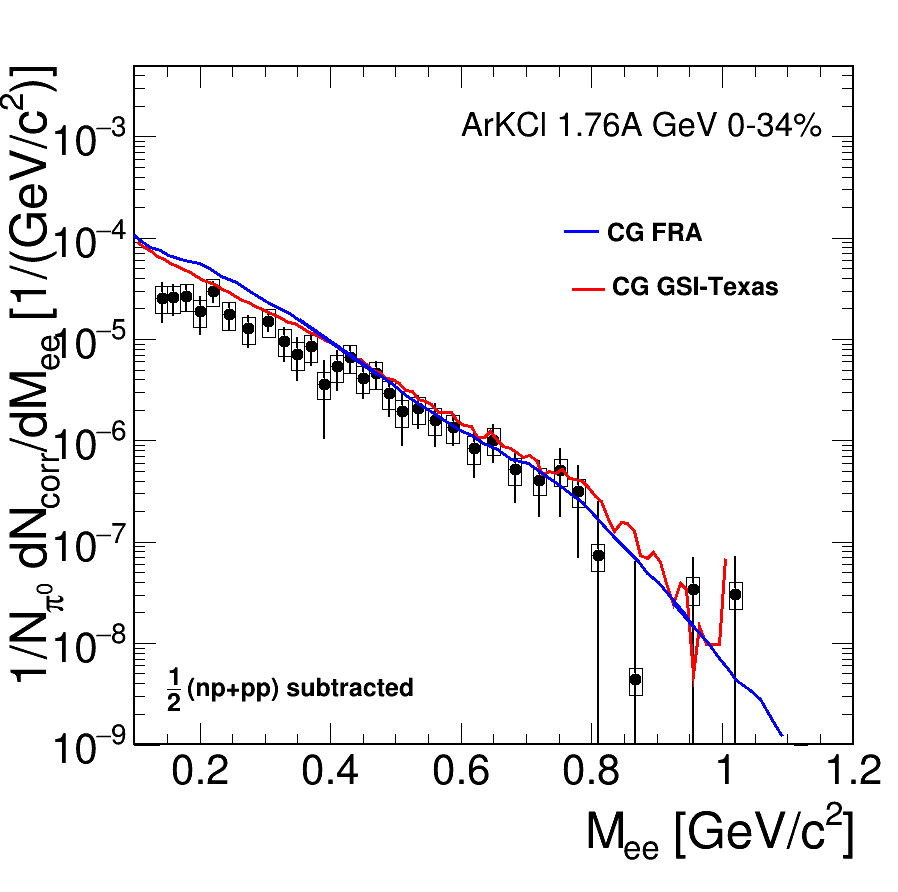 ArKCl 1.76A GeV 0-34%
CG FRA
CG GSI-Texas
1/N_π⁰ dN_corr/dM_ee [1/(GeV/c²)]
10⁻³
10⁻⁴
10⁻⁵
10⁻⁶
10⁻⁷
10⁻⁸
10⁻⁹
½ (np+pp) subtracted
0.2 0.4 0.6 0.8 1 1.2
M_ee [GeV/c²]